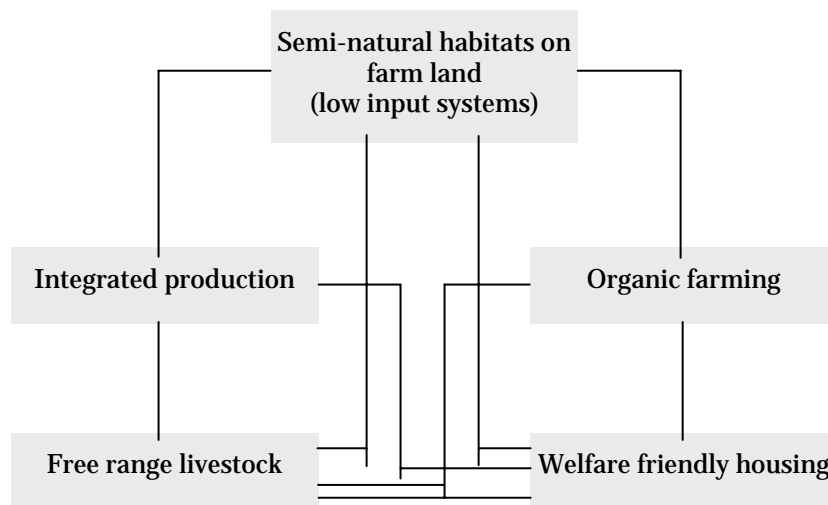 Semi-natural habitats on
farm land
(low input systems)
Integrated production
Organic farming
Free range livestock
Welfare friendly housing